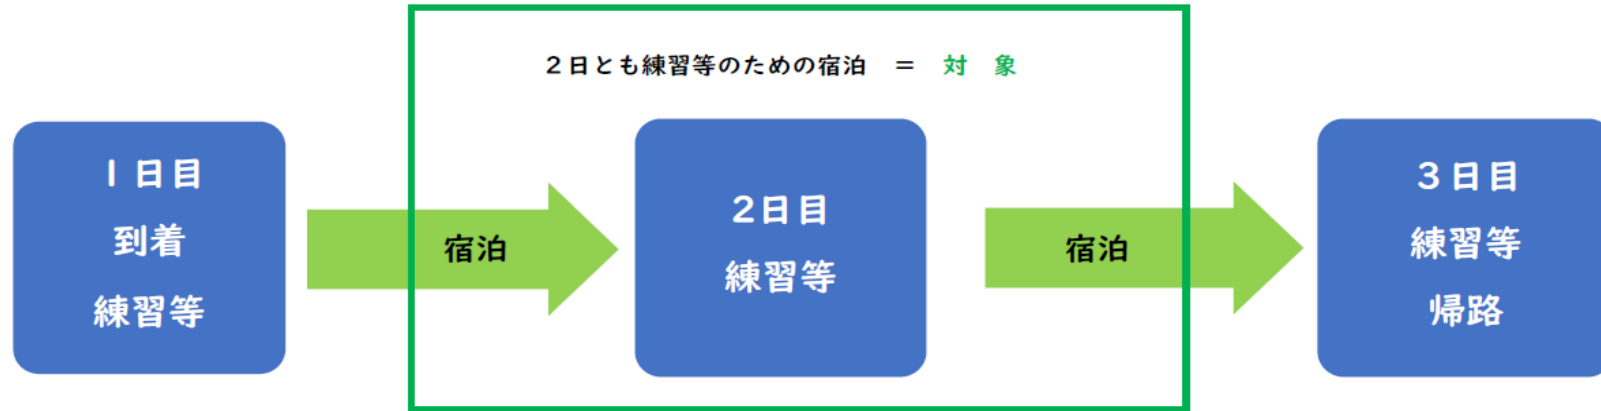 ２日とも練習等のための宿泊　＝　対　象
１日目
到着
練習等
宿泊
２日目
練習等
宿泊
３日目
練習等
帰路